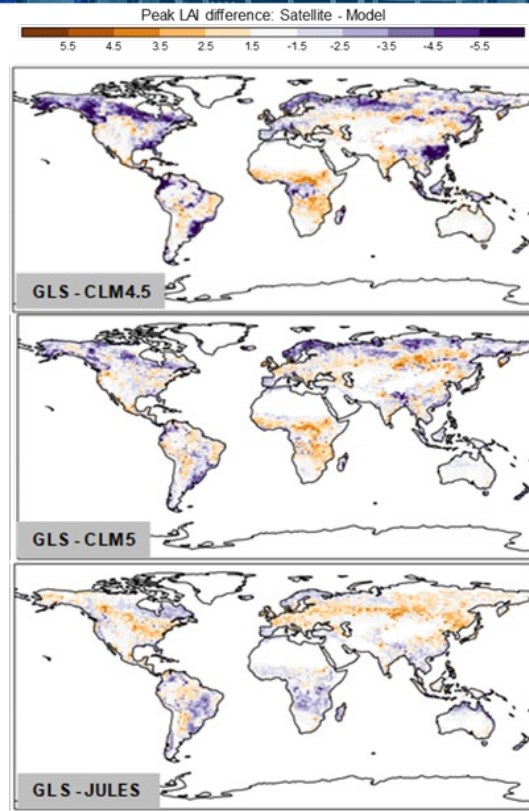 Peak LAI difference: Satellite - Model
5.5 4.5 3.5 2.5 1.5 -1.5 -2.5 -3.5 -4.5 -5.5
GLS - CLM4.5
GLS - CLM5
GLS - JULES